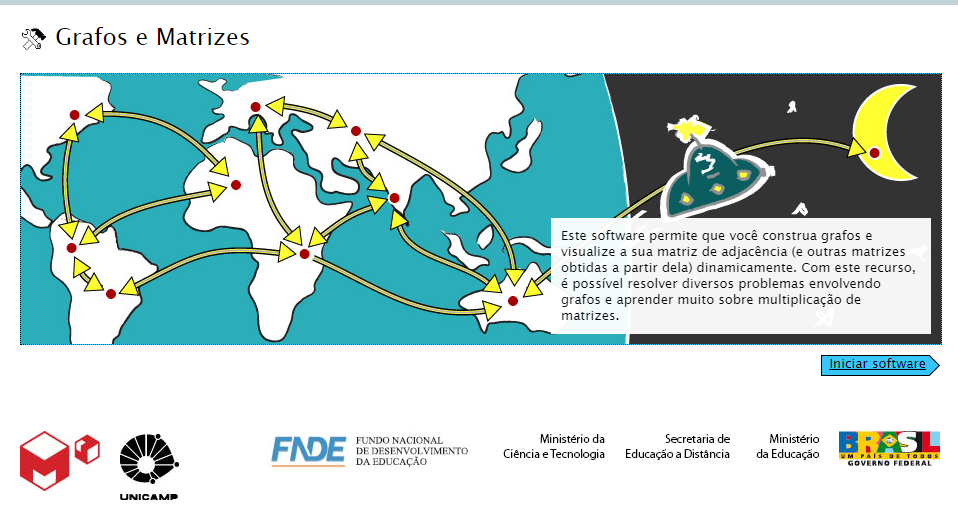 Grafos e Matrizes
Este software permite que você construa grafos e
visualize a sua matriz de adjacência (e outras matrizes
obtidas a partir dela) dinamicamente. Com este recurso,
é possível resolver diversos problemas envolvendo
grafos e aprender muito sobre multiplicação de
matrizes.
Iniciar software
UNICAMP
FNDE
FUNDO NACIONAL
DE DESENVOLVIMENTO
DA EDUCAÇÃO
Ministério da
Ciência e Tecnologia
Secretaria de
Educação a Distância
Ministério
da Educação
BRASIL
UM PAÍS DE TODOS
GOVERNO FEDERAL